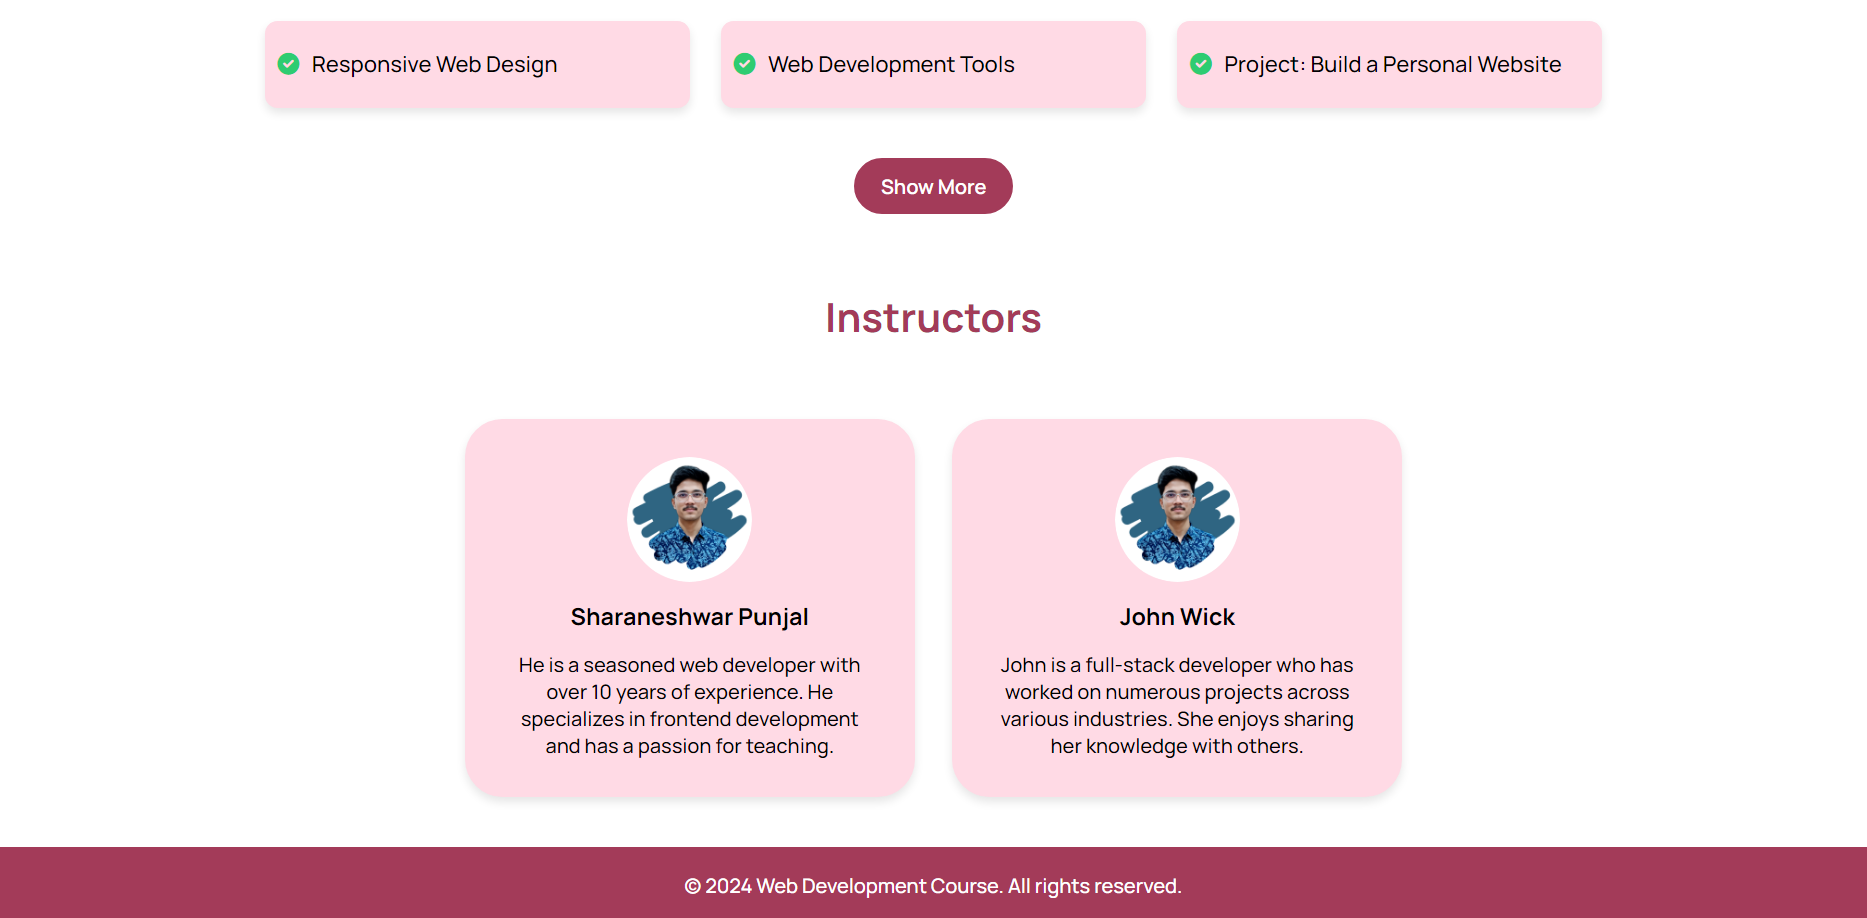 Responsive Web Design
Web Development Tools
Project: Build a Personal Website
Show More
Instructors
Sharaneshwar Punjal
He is a seasoned web developer with
over 10 years of experience. He
specializes in frontend development
and has a passion for teaching.
John Wick
John is a full-stack developer who has
worked on numerous projects across
various industries. She enjoys sharing
her knowledge with others.
© 2024 Web Development Course. All rights reserved.